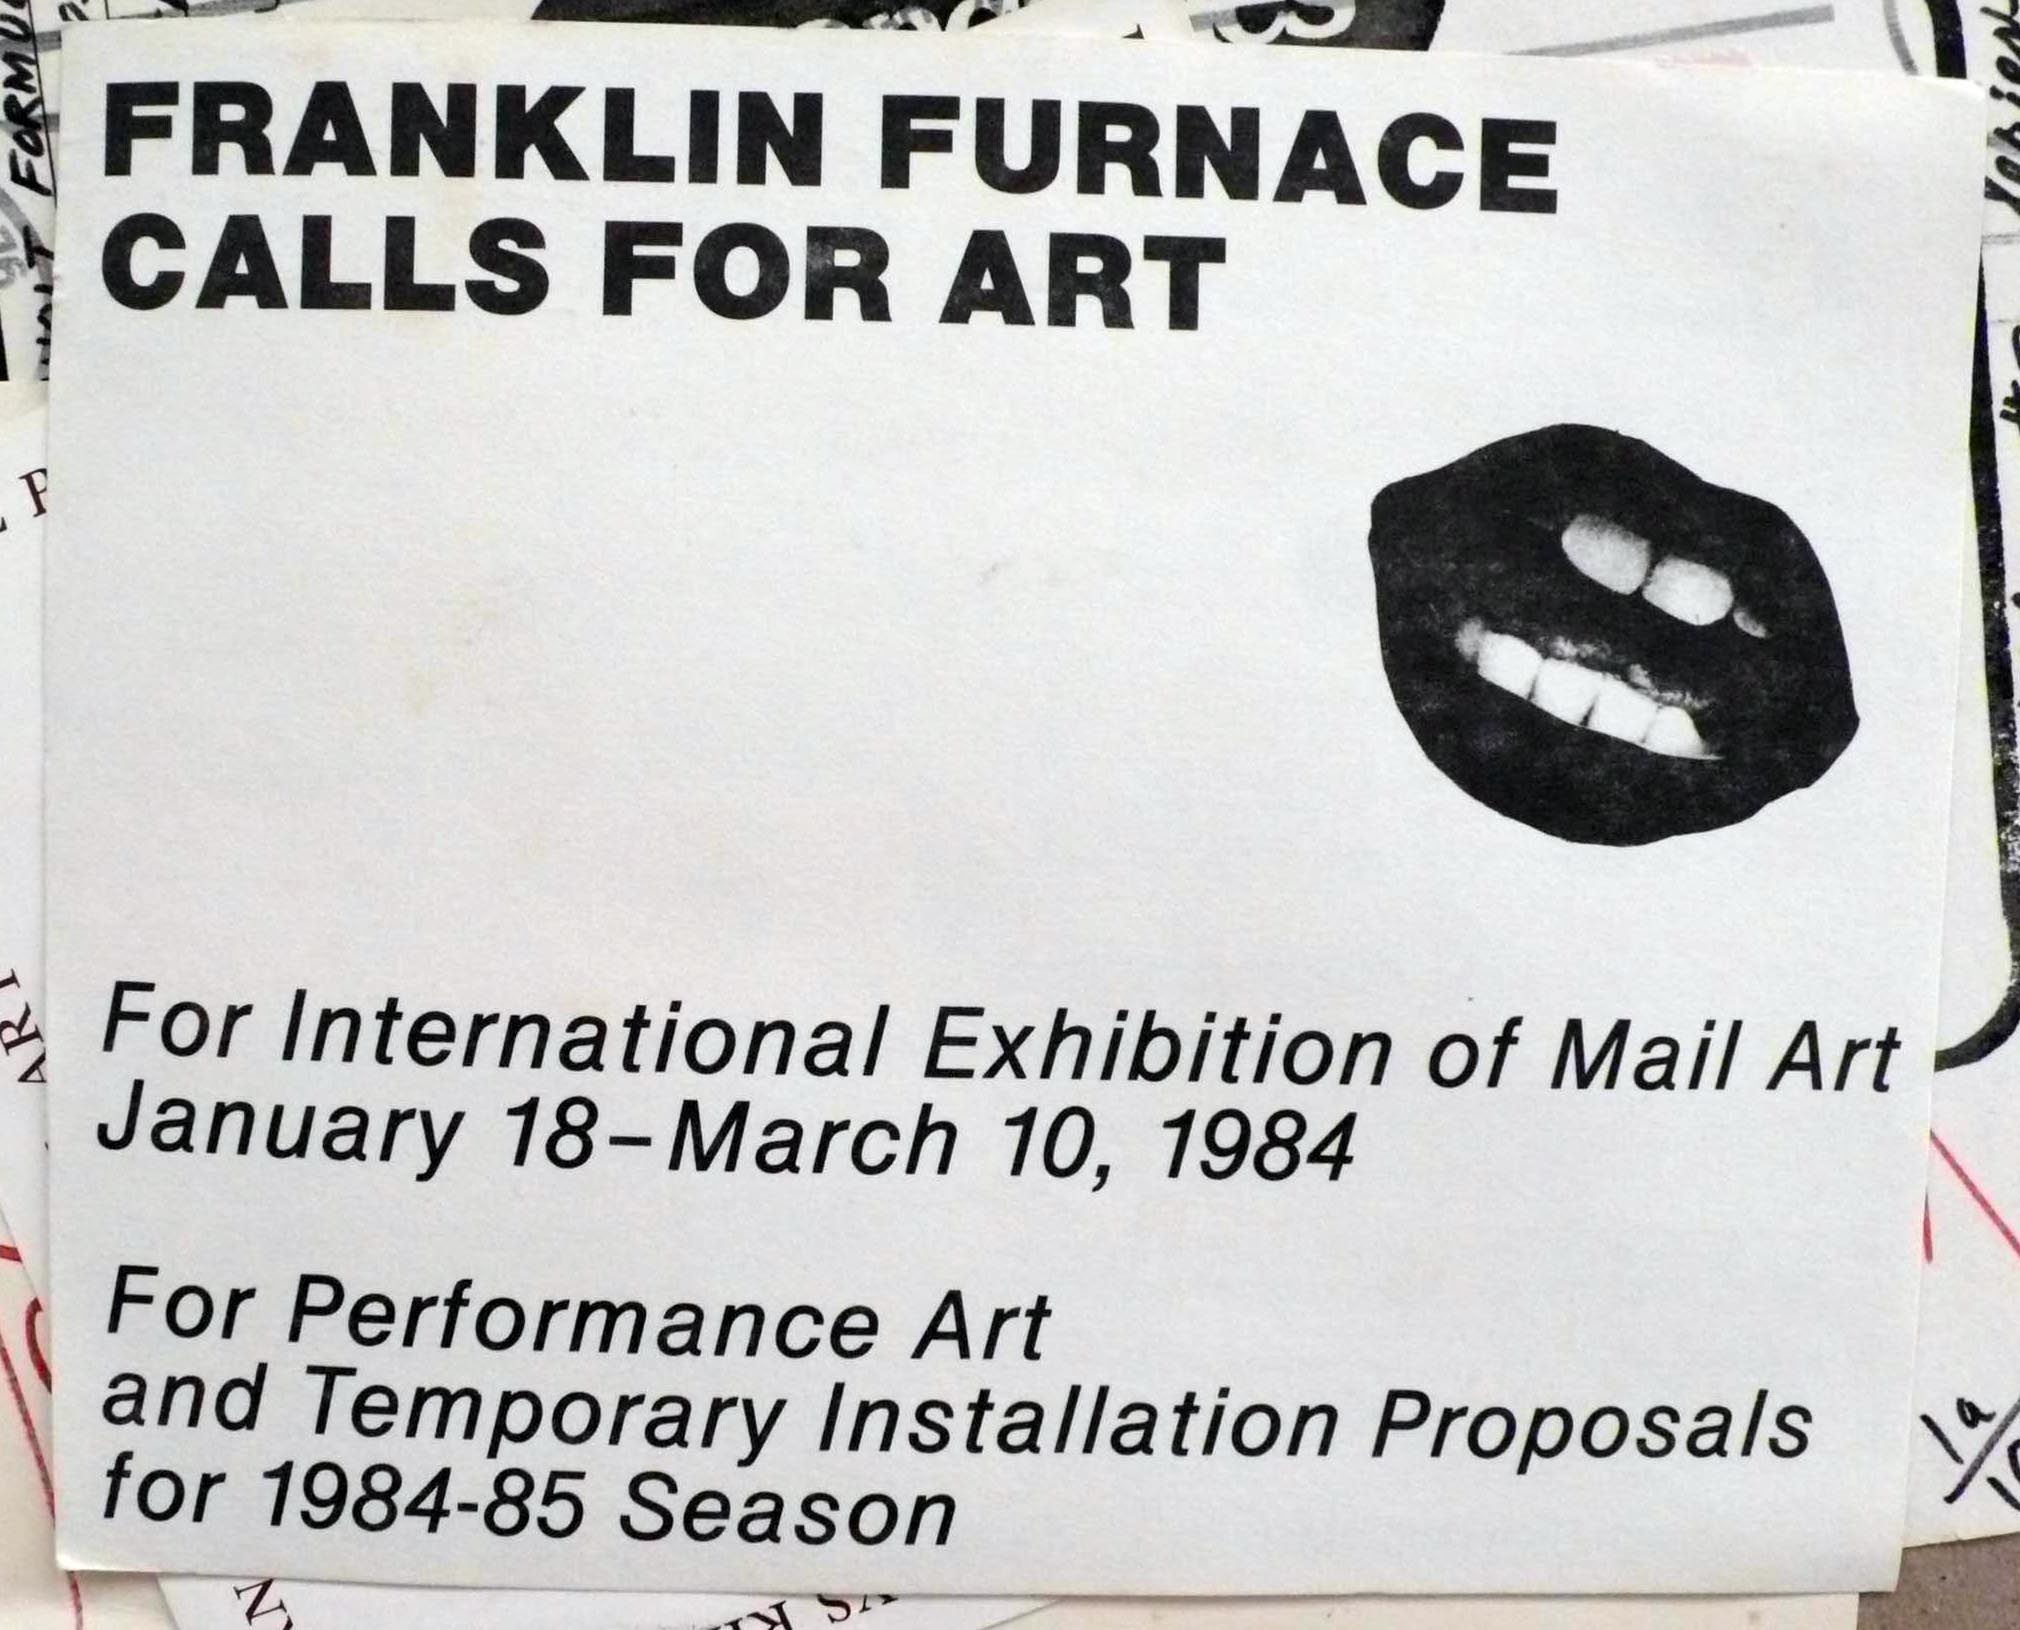 FRANKLIN FURNACE
CALLS FOR ART
For International Exhibition of Mail Art
January 18–March 10, 1984
For Performance Art
and Temporary Installation Proposals
for 1984-85 Season